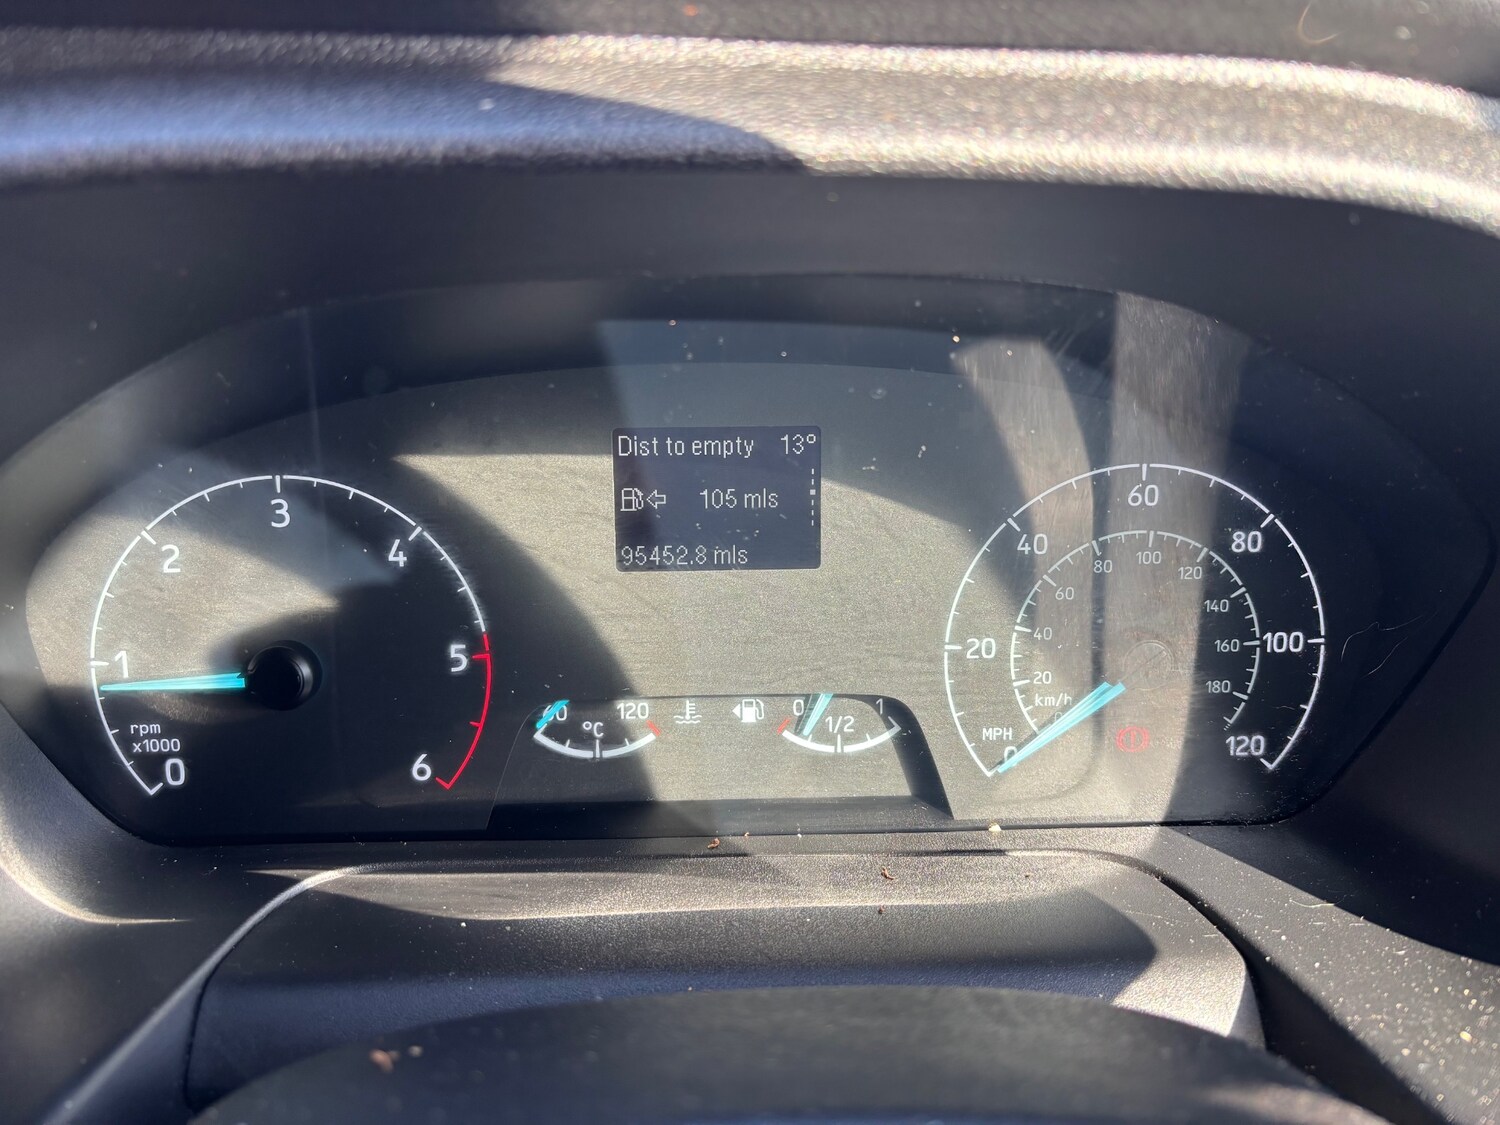 Dist to empty 13°
105 mls
95452.8 mls
0 1 2 3 4 5 6
rpm
x1000
60 120
°C
0 1/2 1
0 20 40 60 80 100 120
MPH
20 40 60 80 100 120 140 160 180
km/h